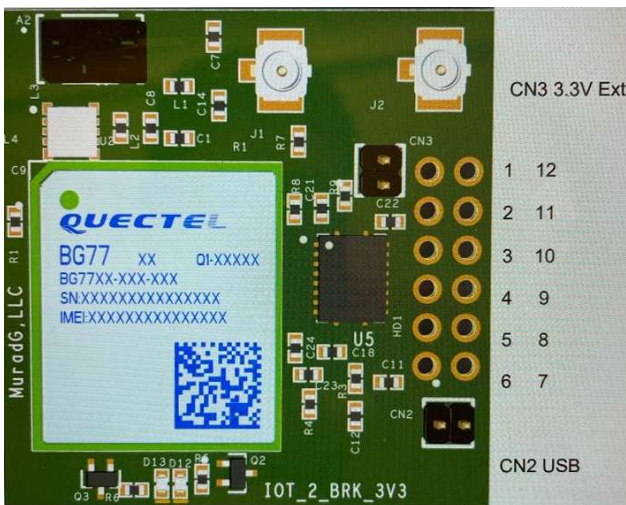 A2
C7
L3
C8
L1
C14
J1
J2
CN3 3.3V Ext
L4
U2
L2
C1
R1
R7
CN3
C9
1 12
R8
C21
R9
C22
2 11
QUECTEL
R1
BG77 XX Q1-XXXXX
3 10
BG77XX-XXX-XXX
SN:XXXXXXXXXXXXXXX
IMEI:XXXXXXXXXXXXXXX
4 9
HD1
U5
5 8
C24
C18
C11
MuradG,LLC
C23
R3
6 7
R4
C12
CN2
D13
D12
R5
Q2
CN2 USB
Q3
R6
IOT_2_BRK_3V3